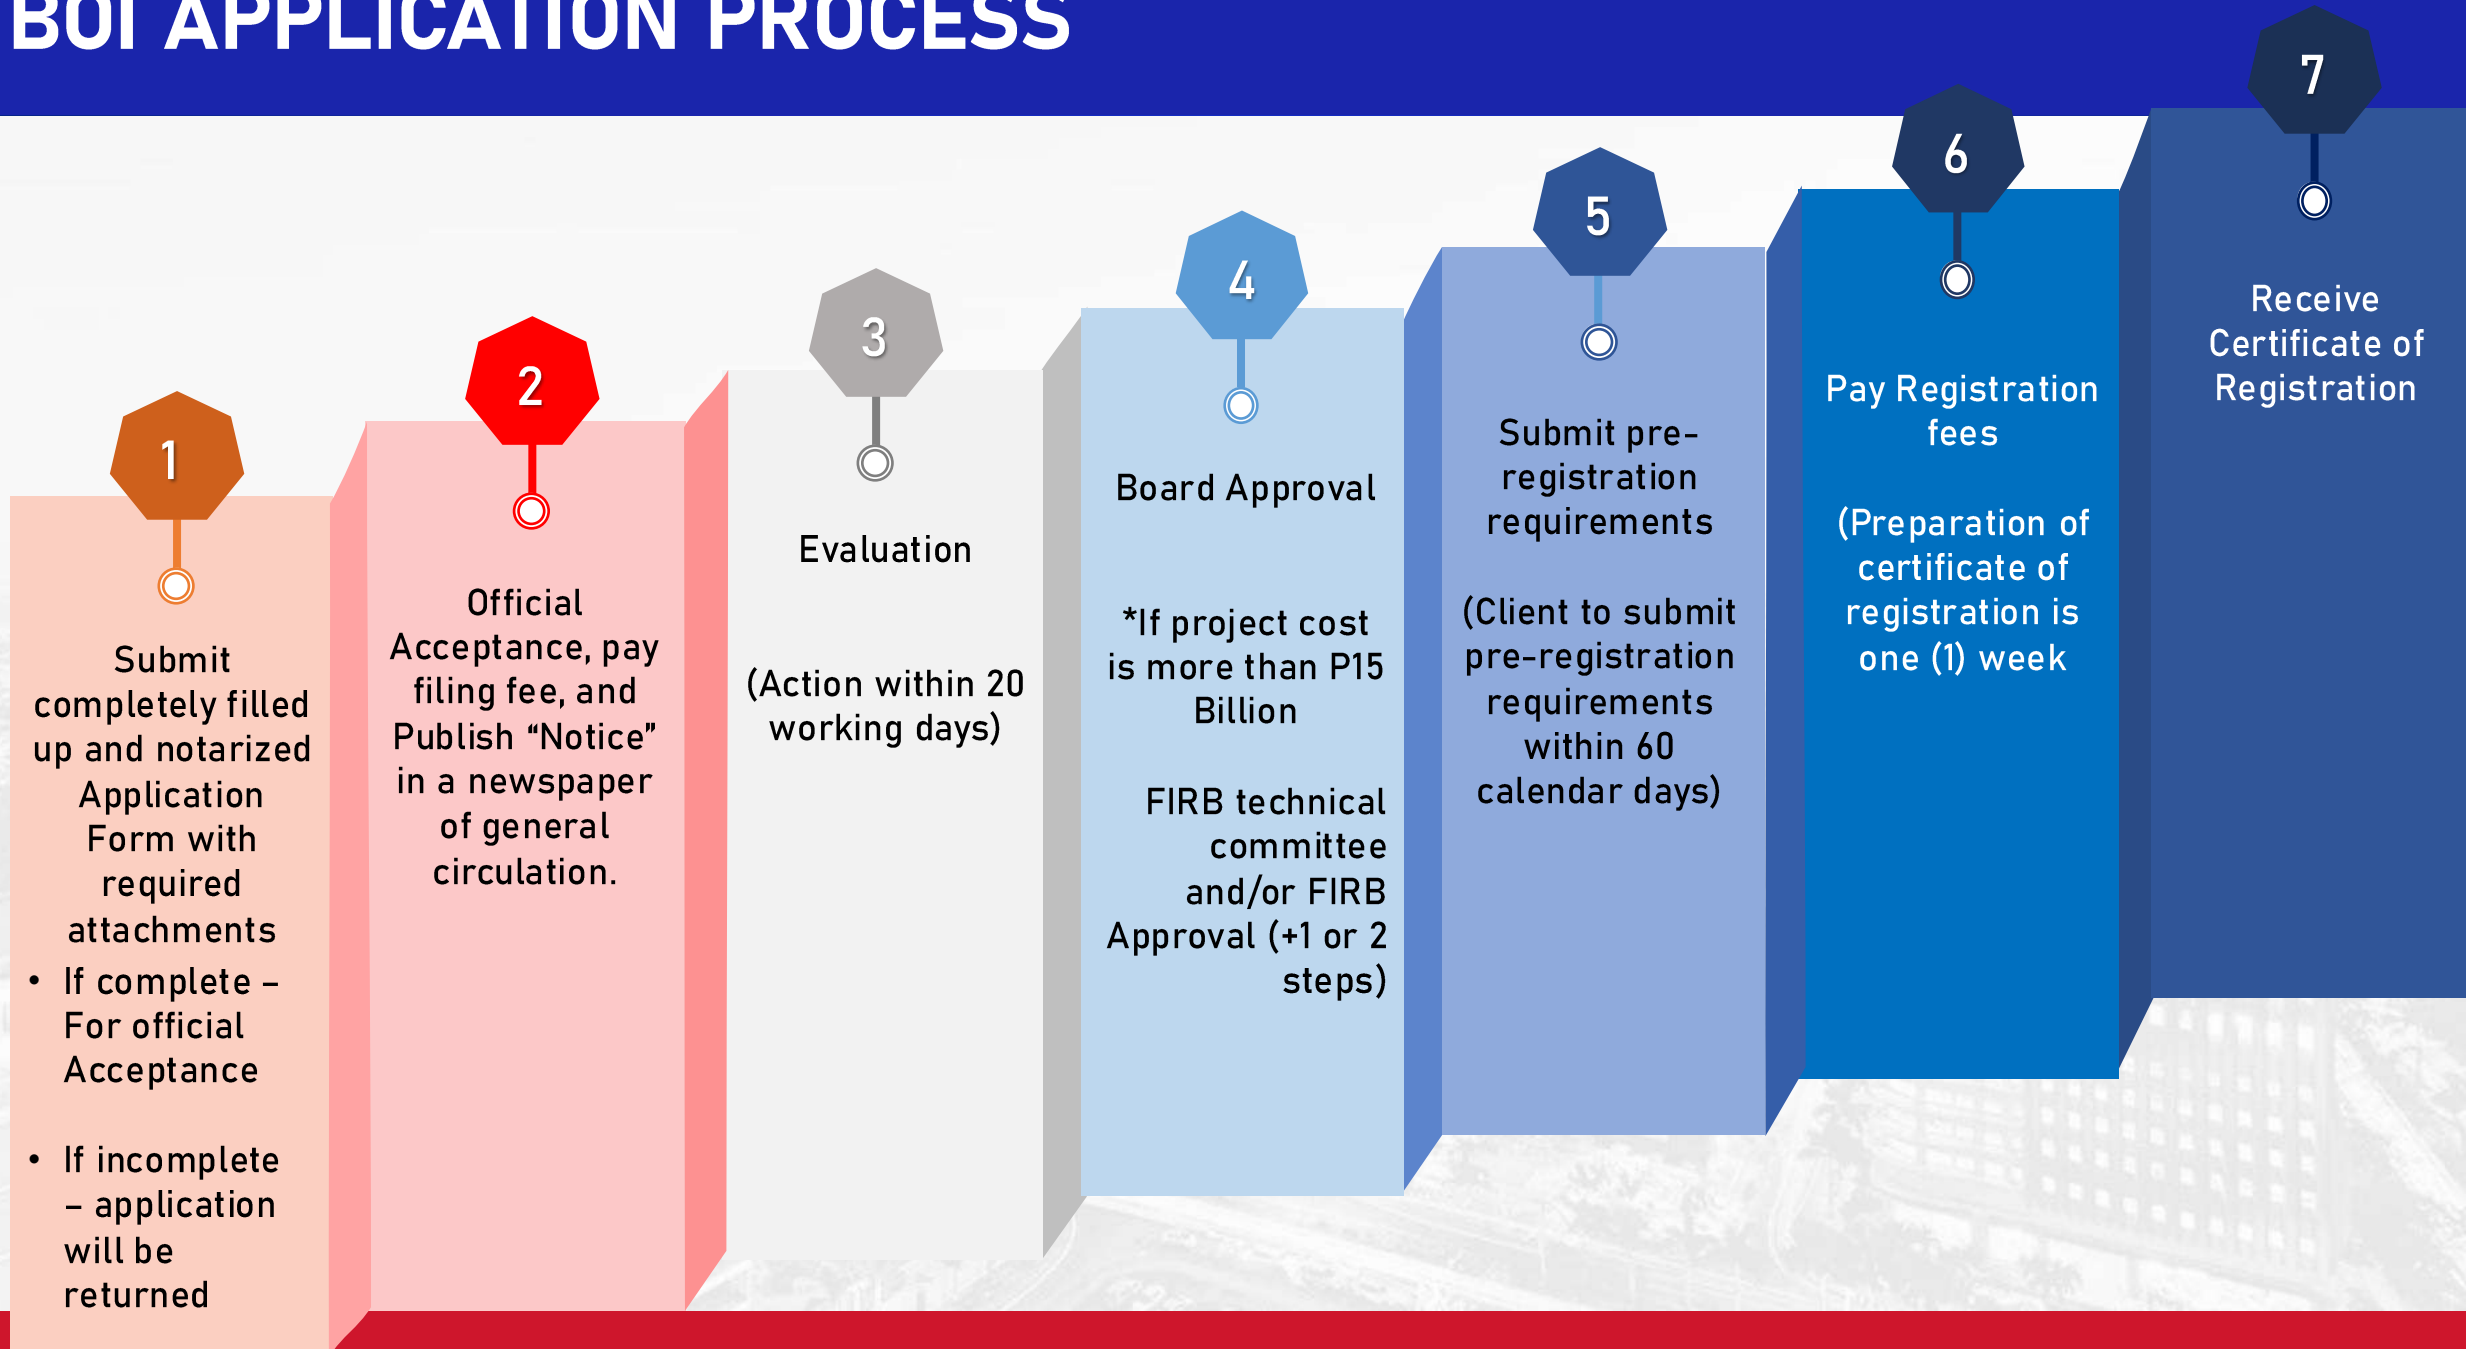 BOI APPLICATION PROCESS
1
Submit
completely filled
up and notarized
Application
Form with
required
attachments
• If complete –
For official
Acceptance
• If incomplete
– application
will be
returned
2
Official
Acceptance, pay
filing fee, and
Publish “Notice”
in a newspaper
of general
circulation.
3
Evaluation
(Action within 20
working days)
4
Board Approval
*If project cost
is more than P15
Billion
FIRB technical
committee
and/or FIRB
Approval (+1 or 2
steps)
5
Submit pre-
registration
requirements
(Client to submit
pre-registration
requirements
within 60
calendar days)
6
Pay Registration
fees
(Preparation of
certificate of
registration is
one (1) week
7
Receive
Certificate of
Registration